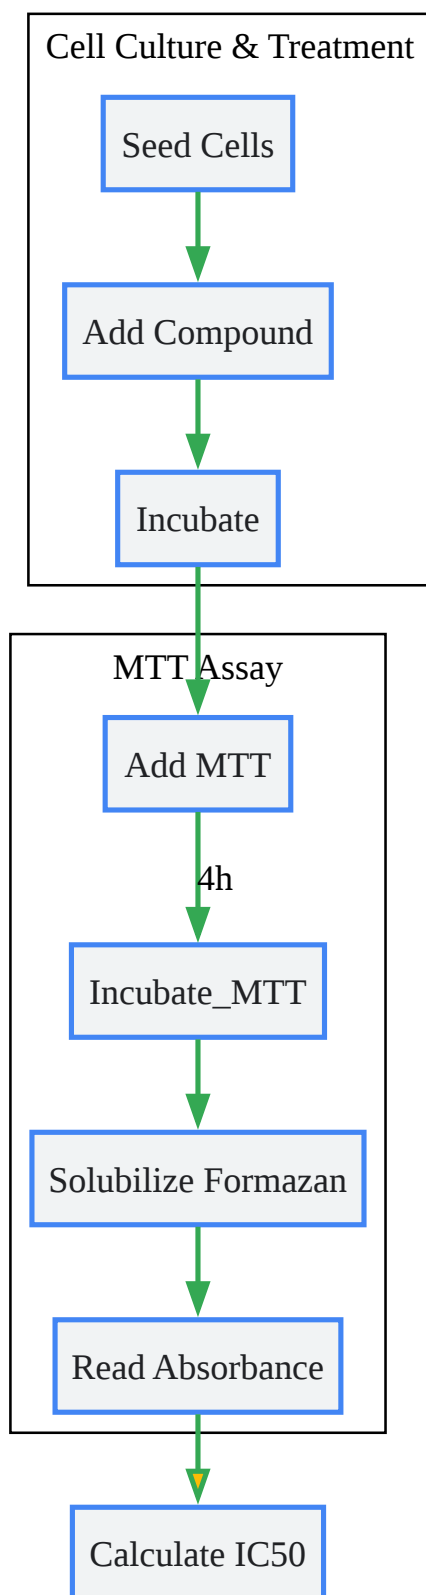 Cell Culture & Treatment
Seed Cells
Add Compound
Incubate
MTT Assay
Add MTT
4h
Incubate_MTT
Solubilize Formazan
Read Absorbance
Calculate IC50